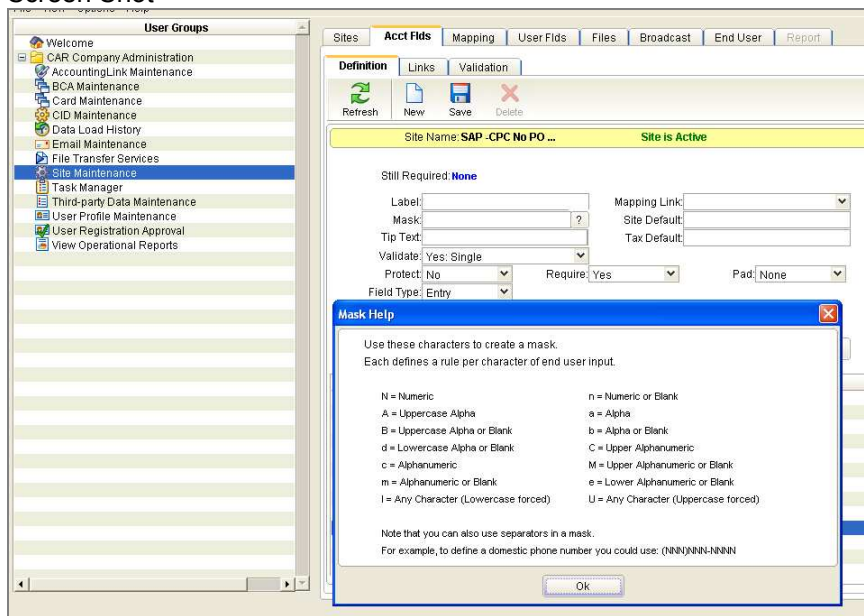 Screen Shot
File Run Options Help
User Groups
Welcome
CAR Company Administration
AccountingLink Maintenance
BCA Maintenance
Card Maintenance
CID Maintenance
Data Load History
Email Maintenance
File Transfer Services
Site Maintenance
Task Manager
Third-party Data Maintenance
User Profile Maintenance
User Registration Approval
View Operational Reports
Sites Acct Flds Mapping User Flds Files Broadcast End User Report
Definition Links Validation
Refresh New Save Delete
Site Name: SAP -CPC No PO ... Site is Active
Still Required: None
Label: Mapping Link:
Mask: ? Site Default:
Tip Text: Tax Default:
Validate: Yes: Single
Protect: No Require: Yes Pad: None
Field Type: Entry
Mask Help
Use these characters to create a mask.
Each defines a rule per character of end user input.
N = Numeric n = Numeric or Blank
A = Uppercase Alpha a = Alpha
B = Uppercase Alpha or Blank b = Alpha or Blank
d = Lowercase Alpha or Blank C = Upper Alphanumeric
c = Alphanumeric M = Upper Alphanumeric or Blank
m = Alphanumeric or Blank e = Lower Alphanumeric or Blank
l = Any Character (Lowercase forced) U = Any Character (Uppercase forced)
Note that you can also use separators in a mask.
For example, to define a domestic phone number you could use: (NNN)NNN-NNNN
Ok